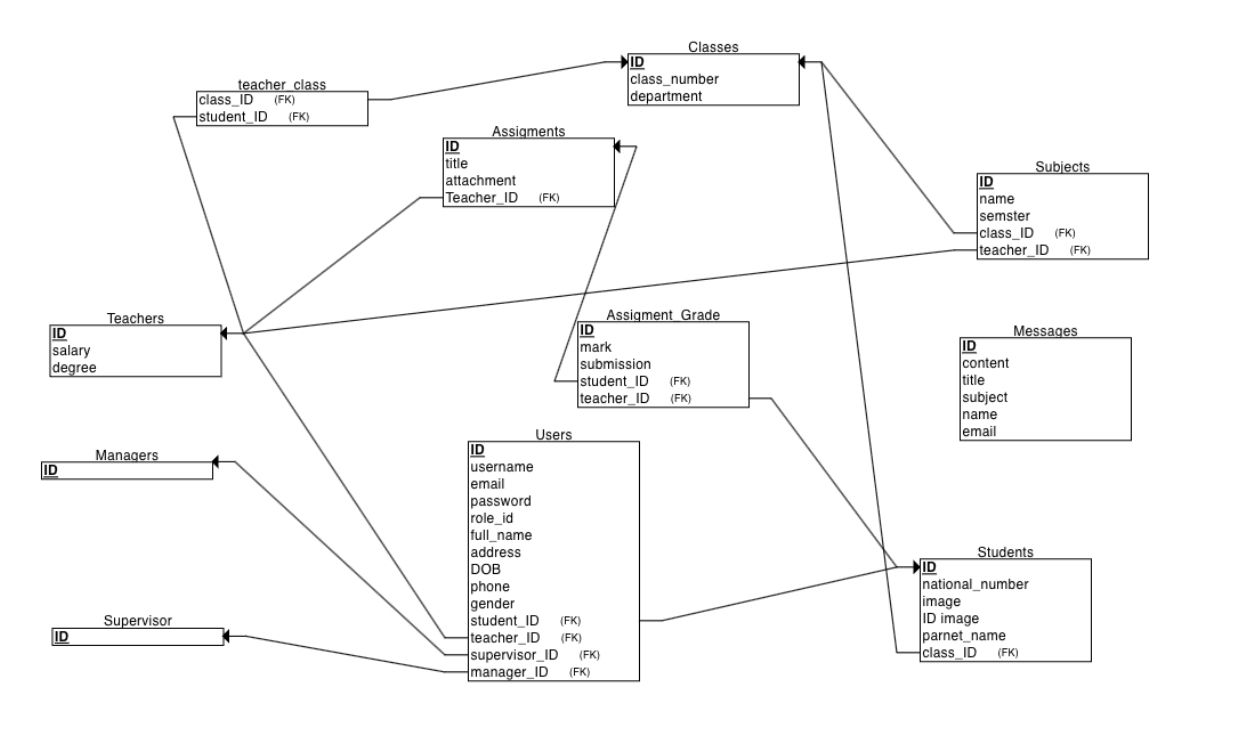 Classes
ID
class_number
department
teacher_class
class_ID (FK)
student_ID (FK)
Assigments
ID
title
attachment
Teacher_ID (FK)
Subjects
ID
name
semster
class_ID (FK)
teacher_ID (FK)
Teachers
ID
salary
degree
Assigment_Grade
ID
mark
submission
student_ID (FK)
teacher_ID (FK)
Messages
ID
content
title
subject
name
email
Managers
ID
Users
ID
username
email
password
role_id
full_name
address
DOB
phone
gender
student_ID (FK)
teacher_ID (FK)
supervisor_ID (FK)
manager_ID (FK)
Supervisor
ID
Students
ID
national_number
image
ID image
parnet_name
class_ID (FK)